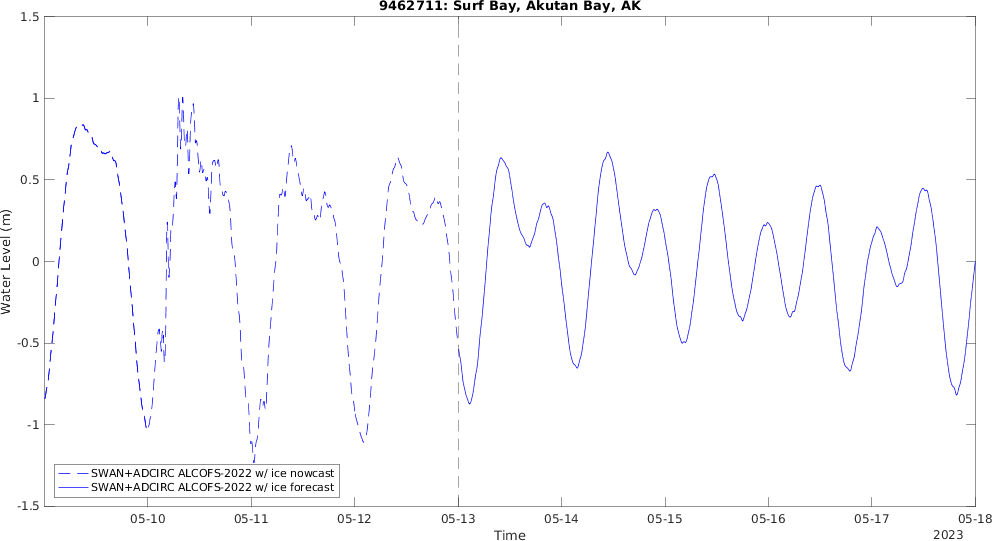 9462711: Surf Bay, Akutan Bay, AK
1.5
1
0.5
0
-0.5
-1
-1.5
Water Level (m)
SWAN+ADCIRC ALCOFS-2022 w/ ice nowcast
SWAN+ADCIRC ALCOFS-2022 w/ ice forecast
05-10 05-11 05-12 05-13 05-14 05-15 05-16 05-17 05-18
Time
2023